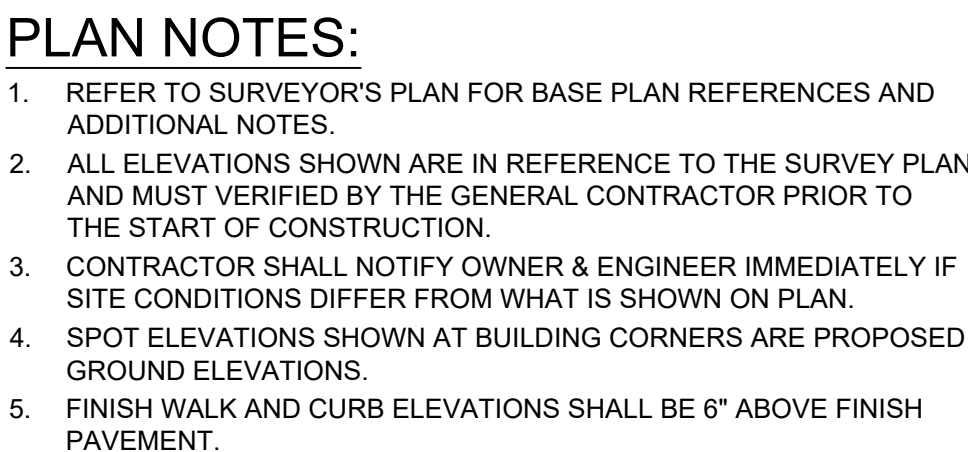 PLAN NOTES:
1. REFER TO SURVEYOR'S PLAN FOR BASE PLAN REFERENCES AND
ADDITIONAL NOTES.
2. ALL ELEVATIONS SHOWN ARE IN REFERENCE TO THE SURVEY PLAN
AND MUST VERIFIED BY THE GENERAL CONTRACTOR PRIOR TO
THE START OF CONSTRUCTION.
3. CONTRACTOR SHALL NOTIFY OWNER & ENGINEER IMMEDIATELY IF
SITE CONDITIONS DIFFER FROM WHAT IS SHOWN ON PLAN.
4. SPOT ELEVATIONS SHOWN AT BUILDING CORNERS ARE PROPOSED
GROUND ELEVATIONS.
5. FINISH WALK AND CURB ELEVATIONS SHALL BE 6" ABOVE FINISH
PAVEMENT.